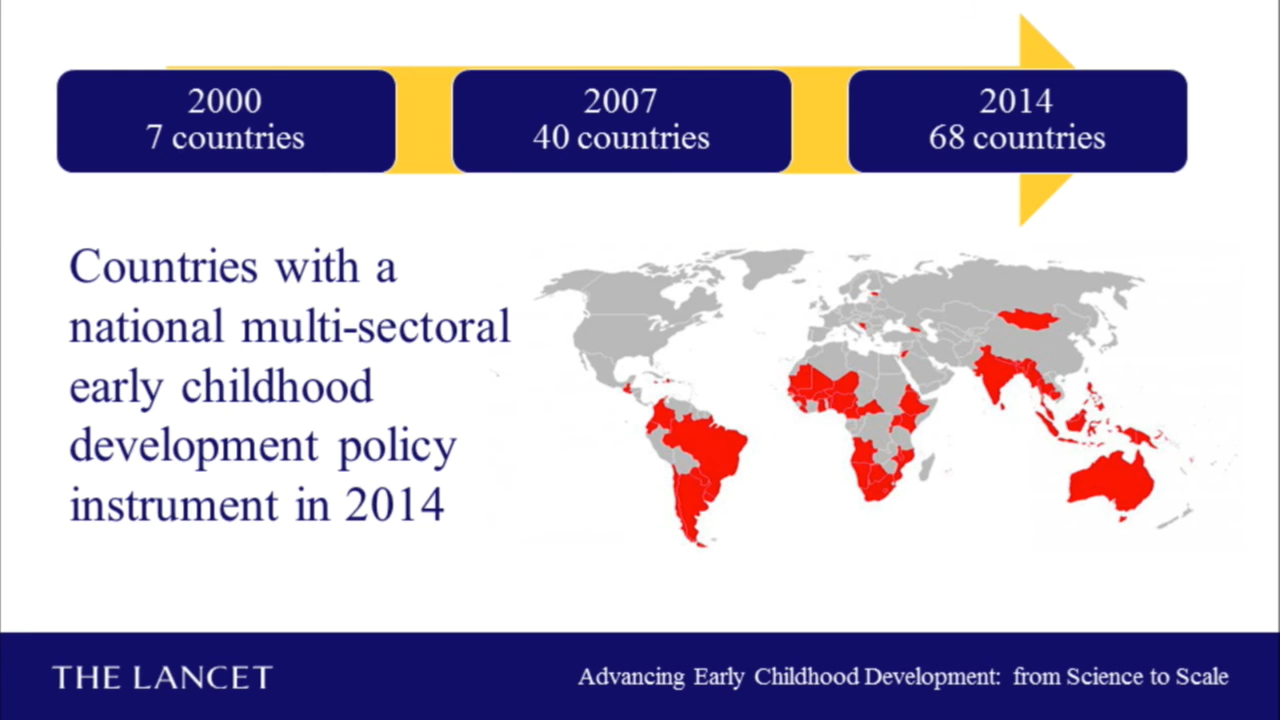 2000
7 countries
2007
40 countries
2014
68 countries
Countries with a
national multi-sectoral
early childhood
development policy
instrument in 2014
THE LANCET
Advancing Early Childhood Development: from Science to Scale